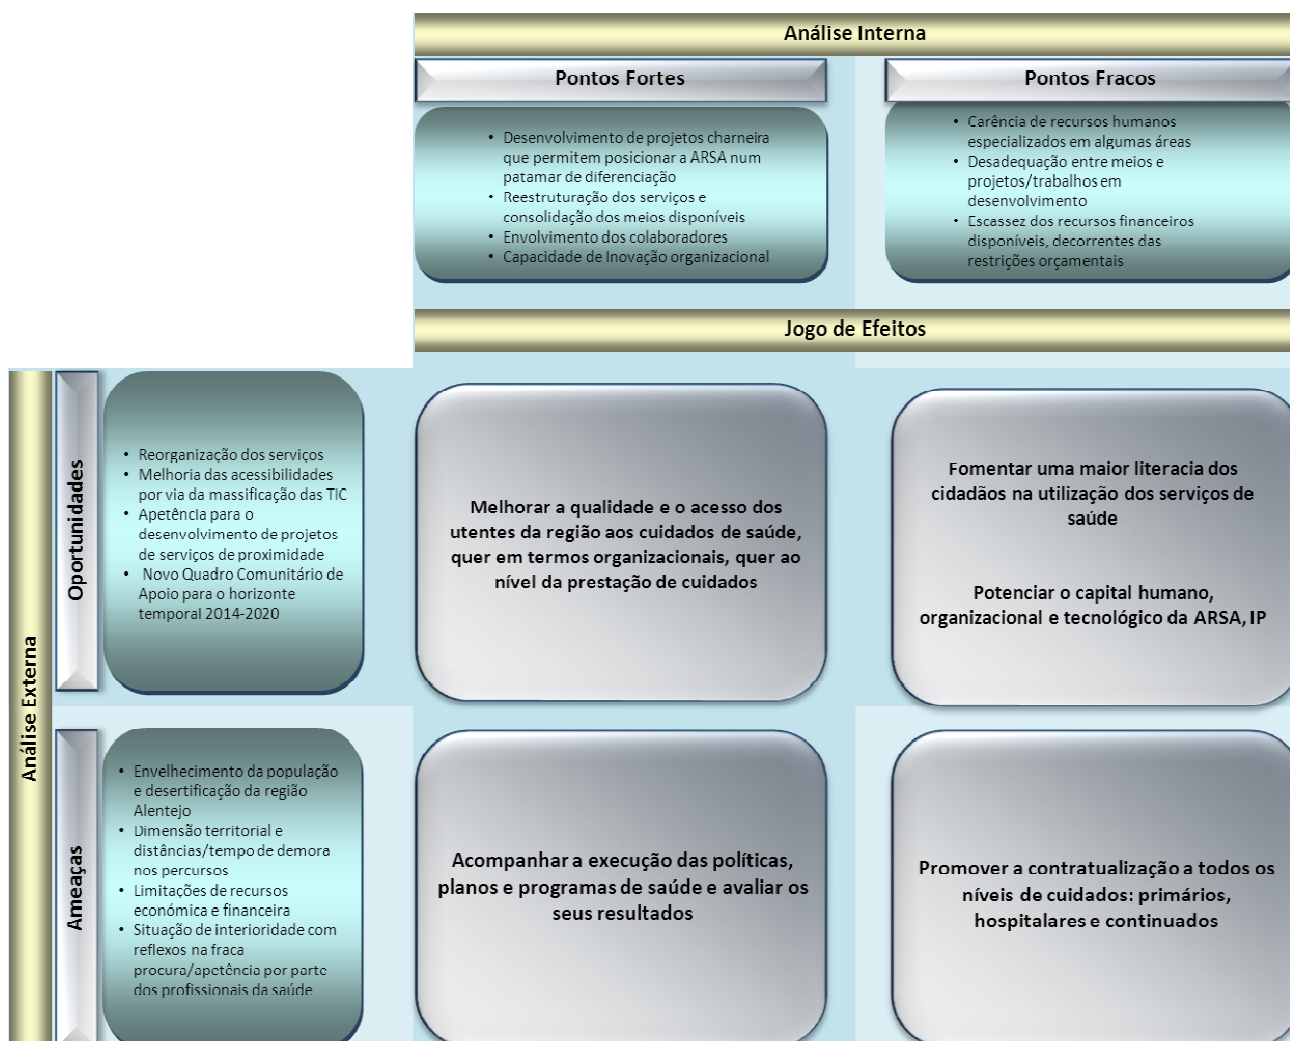 Análise Interna
Pontos Fortes
Pontos Fracos
• Desenvolvimento de projetos charneira
que permitem posicionar a ARSA num
patamar de diferenciação
• Reestruturação dos serviços e
consolidação dos meios disponíveis
• Envolvimento dos colaboradores
• Capacidade de Inovação organizacional
• Carência de recursos humanos
especializados em algumas áreas
• Desadequação entre meios e
projetos/trabalhos em
desenvolvimento
• Escassez dos recursos financeiros
disponíveis, decorrentes das
restrições orçamentais
Jogo de Efeitos
Análise Externa
Oportunidades
• Reorganização dos serviços
• Melhoria das acessibilidades
por via da massificação das TIC
• Apetência para o
desenvolvimento de projetos
de serviços de proximidade
• Novo Quadro Comunitário de
Apoio para o horizonte
temporal 2014-2020
Melhorar a qualidade e o acesso dos
utentes da região aos cuidados de saúde,
quer em termos organizacionais, quer ao
nível da prestação de cuidados
Fomentar uma maior literacia dos
cidadãos na utilização dos serviços de
saúde
Potenciar o capital humano,
organizacional e tecnológico da ARSA, IP
Ameaças
• Envelhecimento da população
e desertificação da região
Alentejo
• Dimensão territorial e
distâncias/tempo de demora
nos percursos
• Limitações de recursos
económica e financeira
• Situação de interioridade com
reflexos na fraca
procura/apetência por parte
dos profissionais da saúde
Acompanhar a execução das políticas,
planos e programas de saúde e avaliar os
seus resultados
Promover a contratualização a todos os
níveis de cuidados: primários,
hospitalares e continuados